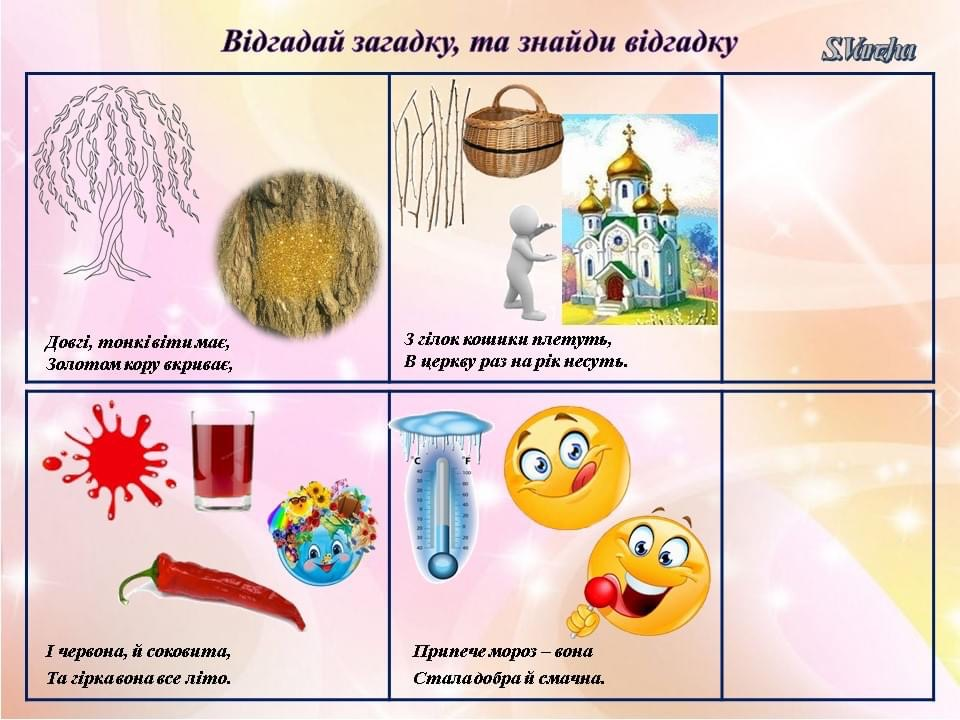 Відгадай загадку, та знайди відгадку
S.Varezha
Довгі, тонкі віти має,
Золотом кору вкриває,
З гілок кошики плетуть,
В церкву раз на рік несуть.
°C °F
І червона, й соковита,
Та гірка вона все літо.
Припече мороз – вона
Стала добра й смачна.